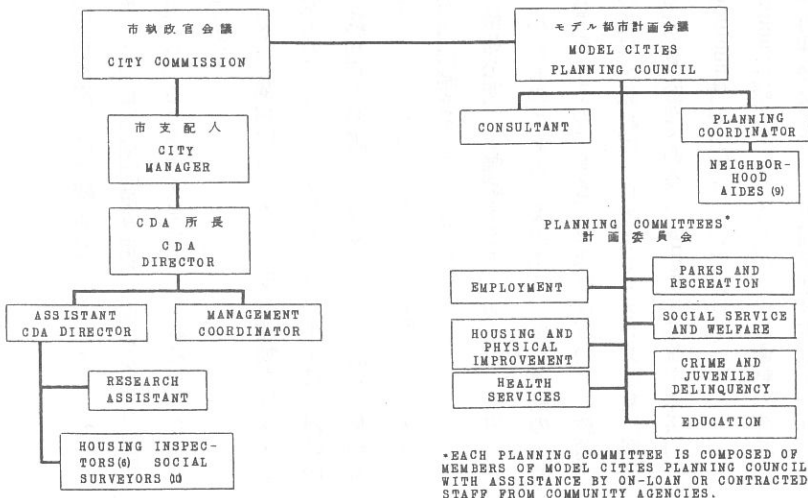 市執政官会議
CITY COMMISSION
モデル都市計画会議
MODEL CITIES
PLANNING COUNCIL
市支配人
CITY
MANAGER
CONSULTANT
PLANNING
COORDINATOR
NEIGHBOR-
HOOD
AIDES (9)
CDA 所長
CDA
DIRECTOR
ASSISTANT
CDA DIRECTOR
MANAGEMENT
COORDINATOR
RESEARCH
ASSISTANT
HOUSING INSPEC-
TORS(6) SOCIAL
SURVEYORS (11)
PLANNING COMMITTEES*
計画委員会
EMPLOYMENT
PARKS AND
RECREATION
HOUSING AND
PHYSICAL
IMPROVEMENT
SOCIAL SERVICE
AND WELFARE
HEALTH
SERVICES
CRIME AND
JUVENILE
DELINQUENCY
EDUCATION
*EACH PLANNING COMMITTEE IS COMPOSED OF
MEMBERS OF MODEL CITIES PLANNING COUNCIL
WITH ASSISTANCE BY ON-LOAN OR CONTRACTED
STAFF FROM COMMUNITY AGENCIES.